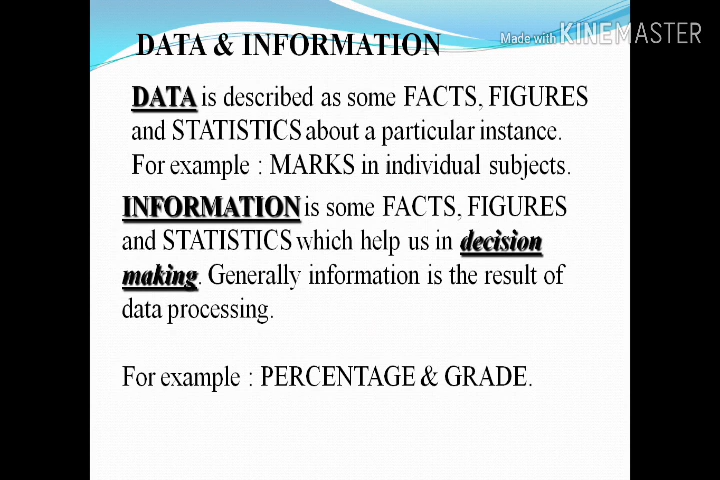 DATA & INFORMATION
Made with KINEMASTER
DATA is described as some FACTS, FIGURES
and STATISTICS about a particular instance.
For example : MARKS in individual subjects.
INFORMATION is some FACTS, FIGURES
and STATISTICS which help us in decision
making. Generally information is the result of
data processing.
For example : PERCENTAGE & GRADE.